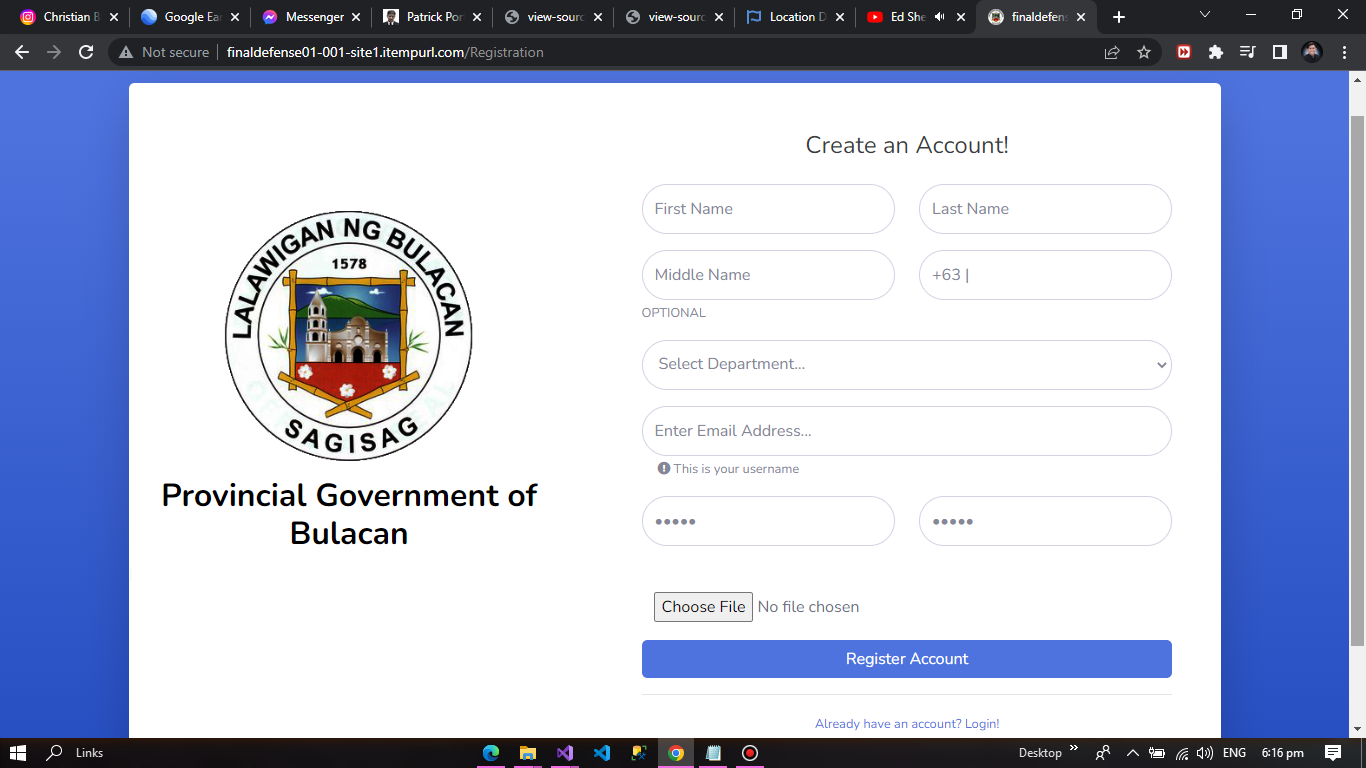 Christian B
Google Ear
Messenger
Patrick Por
view-sourc
view-sourc
Location D
Ed She
finaldefens
Not secure
finaldefense01-001-site1.itempurl.com/Registration
LALAWIGAN NG BULACAN
1578
SAGISAG
Provincial Government of
Bulacan
Create an Account!
First Name
Last Name
Middle Name
+63 |
OPTIONAL
Select Department...
Enter Email Address...
This is your username
•••••
•••••
Choose File No file chosen
Register Account
Already have an account? Login!
Links
Desktop
ENG
6:16 pm